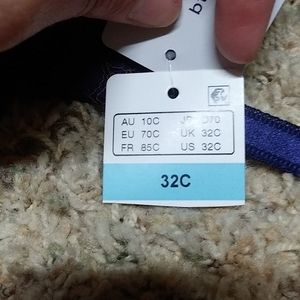 AU 10C JP D70
EU 70C UK 32C
FR 85C US 32C
32C